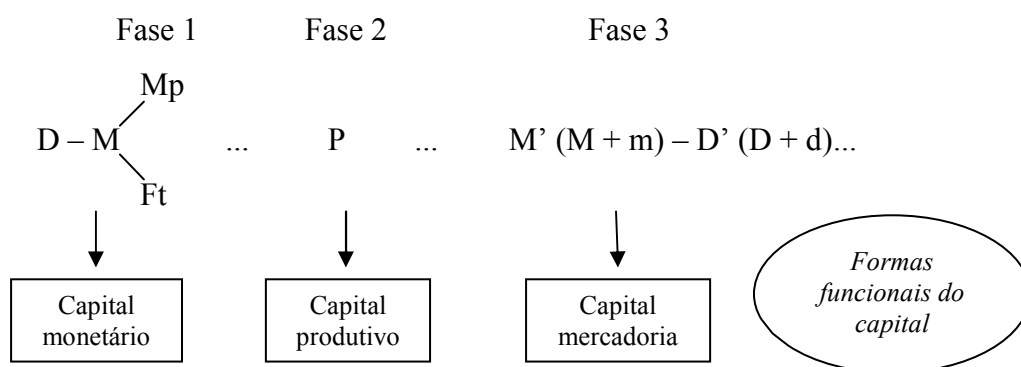 Fase 1 Fase 2 Fase 3
Mp
D – M ... P ... M’ (M + m) – D’ (D + d)...
Ft
Capital
monetário
Capital
produtivo
Capital
mercadoria
Formas
funcionais do
capital